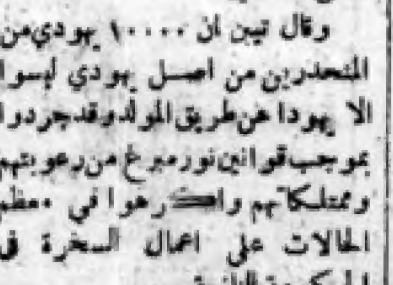 وقال تبين ان ١٠٠٠٠ يهودي من
المنحدرين من اصل يهودي ليسوا
الا يهودا عن طريق المولد وقد جردوا
بموجب قوانين نورمبرغ من رعويتهم
وممتلكاتهم واكرهوا في معظم
الحالات على اعمال السخرة في